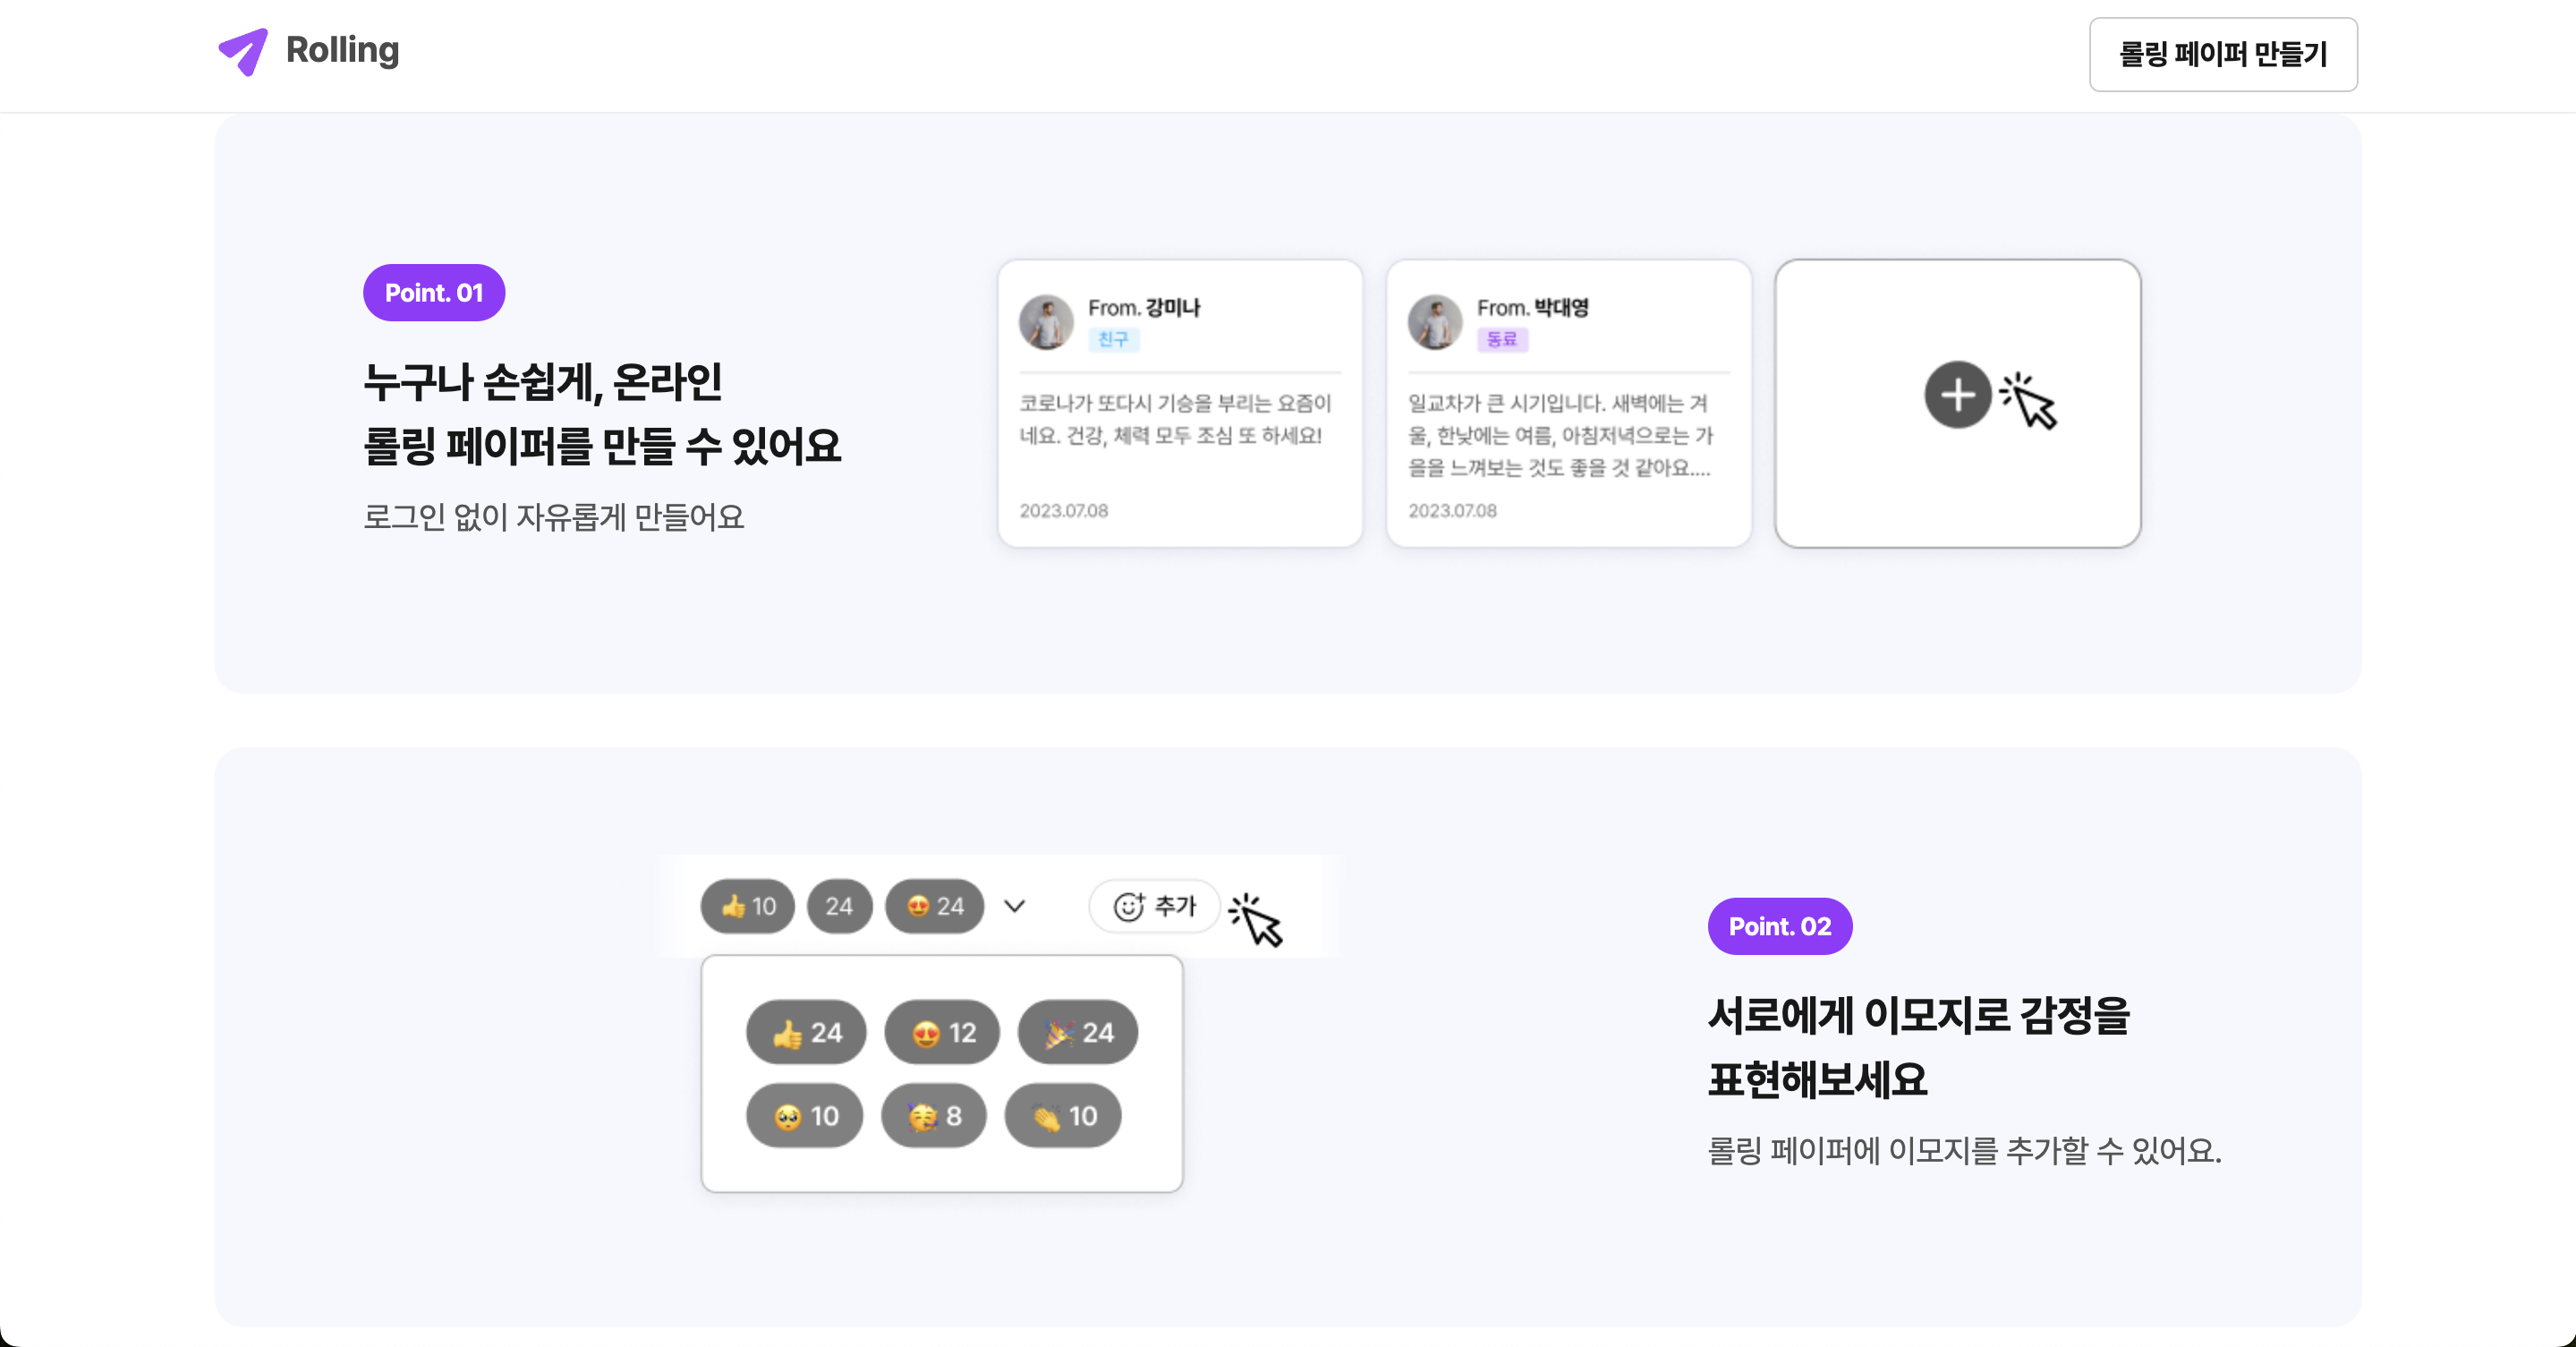 Rolling
롤링 페이퍼 만들기
Point. 01
누구나 손쉽게, 온라인
롤링 페이퍼를 만들 수 있어요
로그인 없이 자유롭게 만들어요
From. 강미나
친구
코로나가 또다시 기승을 부리는 요즘이
네요. 건강, 체력 모두 조심 또 하세요!
2023.07.08
From. 박대영
동료
일교차가 큰 시기입니다. 새벽에는 겨
울, 한낮에는 여름, 아침저녁으로는 가
을을 느껴보는 것도 좋을 것 같아요....
2023.07.08
👍 10 24 😍 24 추가
👍 24 😍 12 🎉 24
🥺 10 🥳 8 👏 10
Point. 02
서로에게 이모지로 감정을
표현해보세요
롤링 페이퍼에 이모지를 추가할 수 있어요.